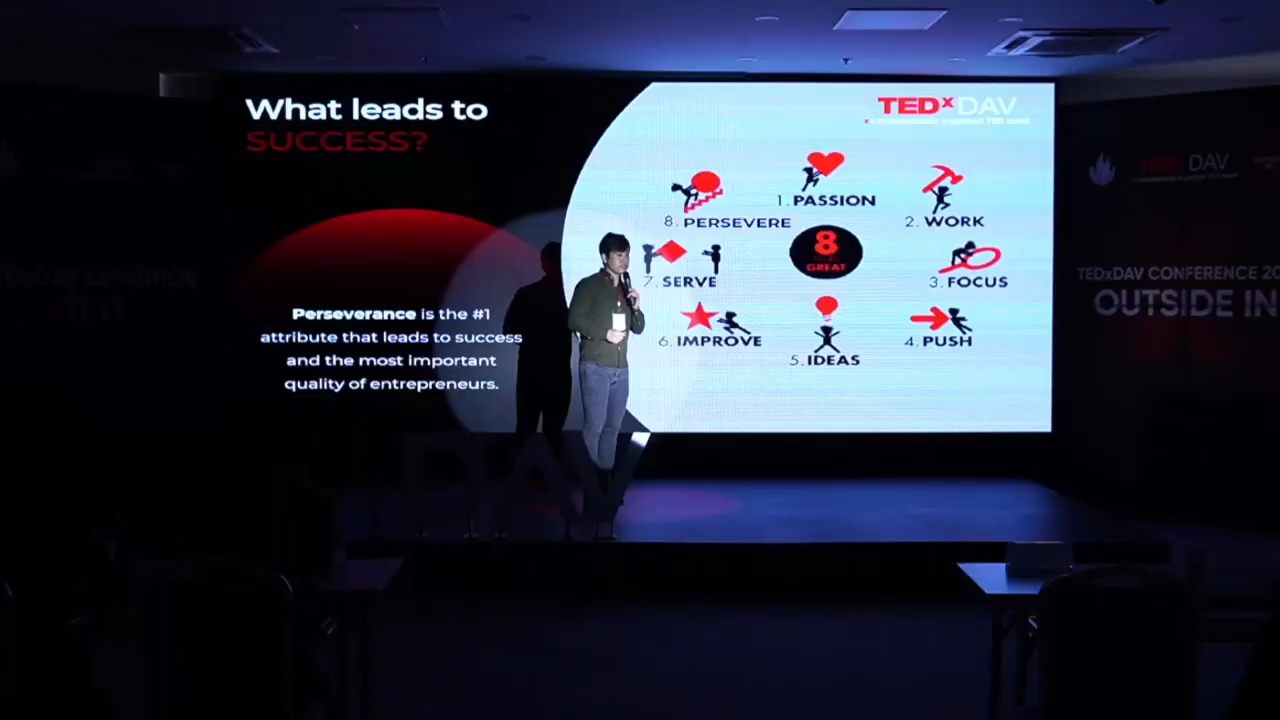 What leads to
SUCCESS?
Perseverance is the #1
attribute that leads to success
and the most important
quality of entrepreneurs.
TEDxDAV
1. PASSION
2. WORK
3. FOCUS
4. PUSH
5. IDEAS
6. IMPROVE
7. SERVE
8. PERSEVERE
8
GREAT
DAV
TEDxDAV CONFERENCE 20
OUTSIDE IN
DAV